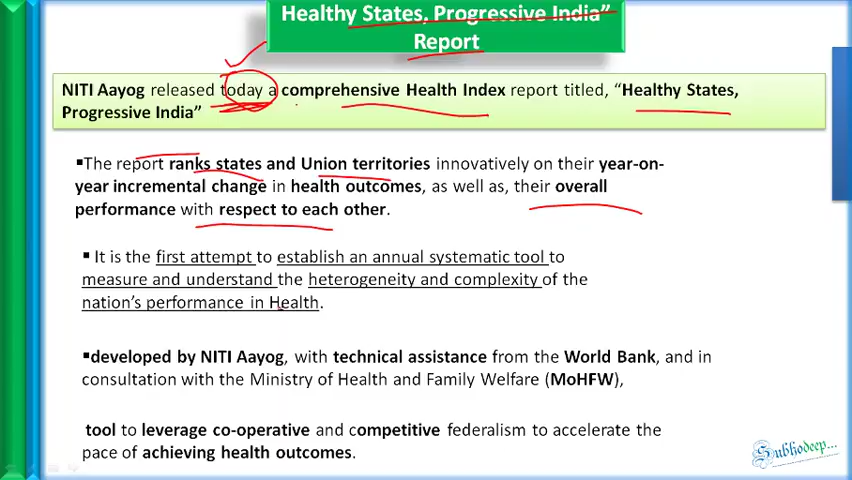 Healthy States, Progressive India”
Report
NITI Aayog released today a comprehensive Health Index report titled, “Healthy States,
Progressive India”
▪The report ranks states and Union territories innovatively on their year-on-
year incremental change in health outcomes, as well as, their overall
performance with respect to each other.
▪ It is the first attempt to establish an annual systematic tool to
measure and understand the heterogeneity and complexity of the
nation’s performance in Health.
▪developed by NITI Aayog, with technical assistance from the World Bank, and in
consultation with the Ministry of Health and Family Welfare (MoHFW),
tool to leverage co-operative and competitive federalism to accelerate the
pace of achieving health outcomes.
Subhodeep...